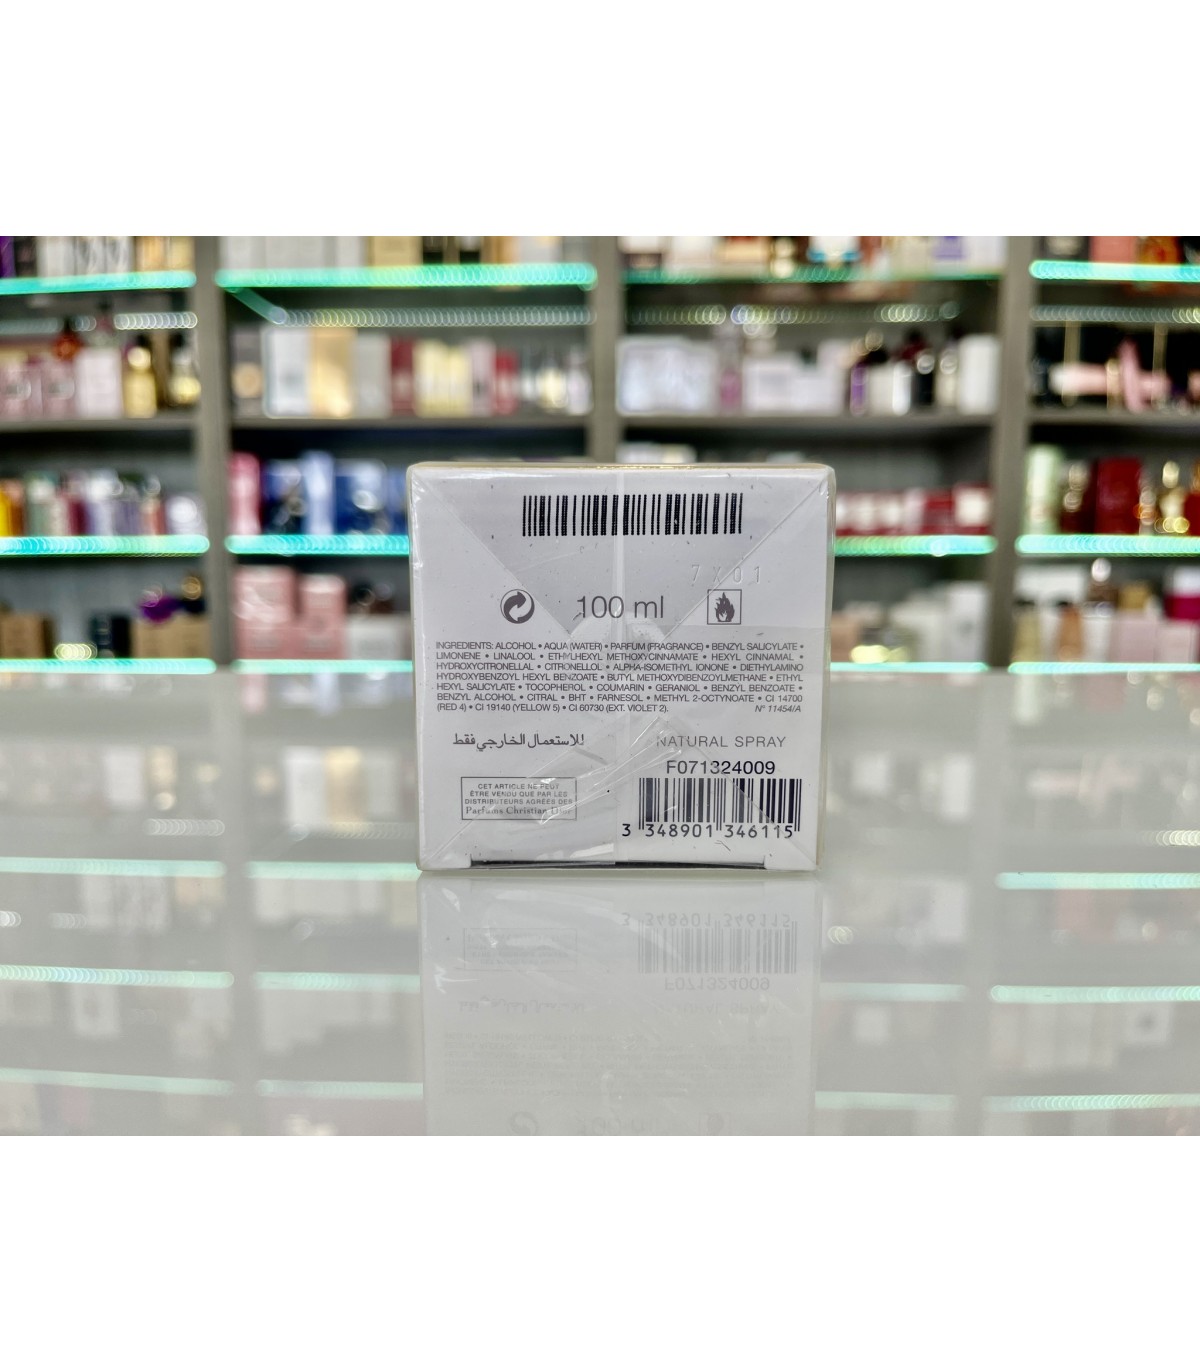 7X01
100 ml
INGREDIENTS: ALCOHOL • AQUA (WATER) • PARFUM (FRAGRANCE) • BENZYL SALICYLATE •
LIMONENE • LINALOOL • ETHYLHEXYL METHOXYCINNAMATE • HEXYL CINNAMAL •
HYDROXYCITRONELLAL • CITRONELLOL • ALPHA-ISOMETHYL IONONE • DIETHYLAMINO
HYDROXYBENZOYL HEXYL BENZOATE • BUTYL METHOXYDIBENZOYLMETHANE • ETHYL
HEXYL SALICYLATE • TOCOPHEROL • COUMARIN • GERANIOL • BENZYL BENZOATE •
BENZYL ALCOHOL • CITRAL • BHT • FARNESOL • METHYL 2-OCTYNOATE • CI 14700
(RED 4) • CI 19140 (YELLOW 5) • CI 60730 (EXT. VIOLET 2). N° 11454/A
للاستعمال الخارجي فقط
NATURAL SPRAY
F071324009
CET ARTICLE NE PEUT
ÊTRE VENDU QUE PAR LES
DISTRIBUTEURS AGRÉÉS DES
Parfums Christian Dior
3 348901 346115